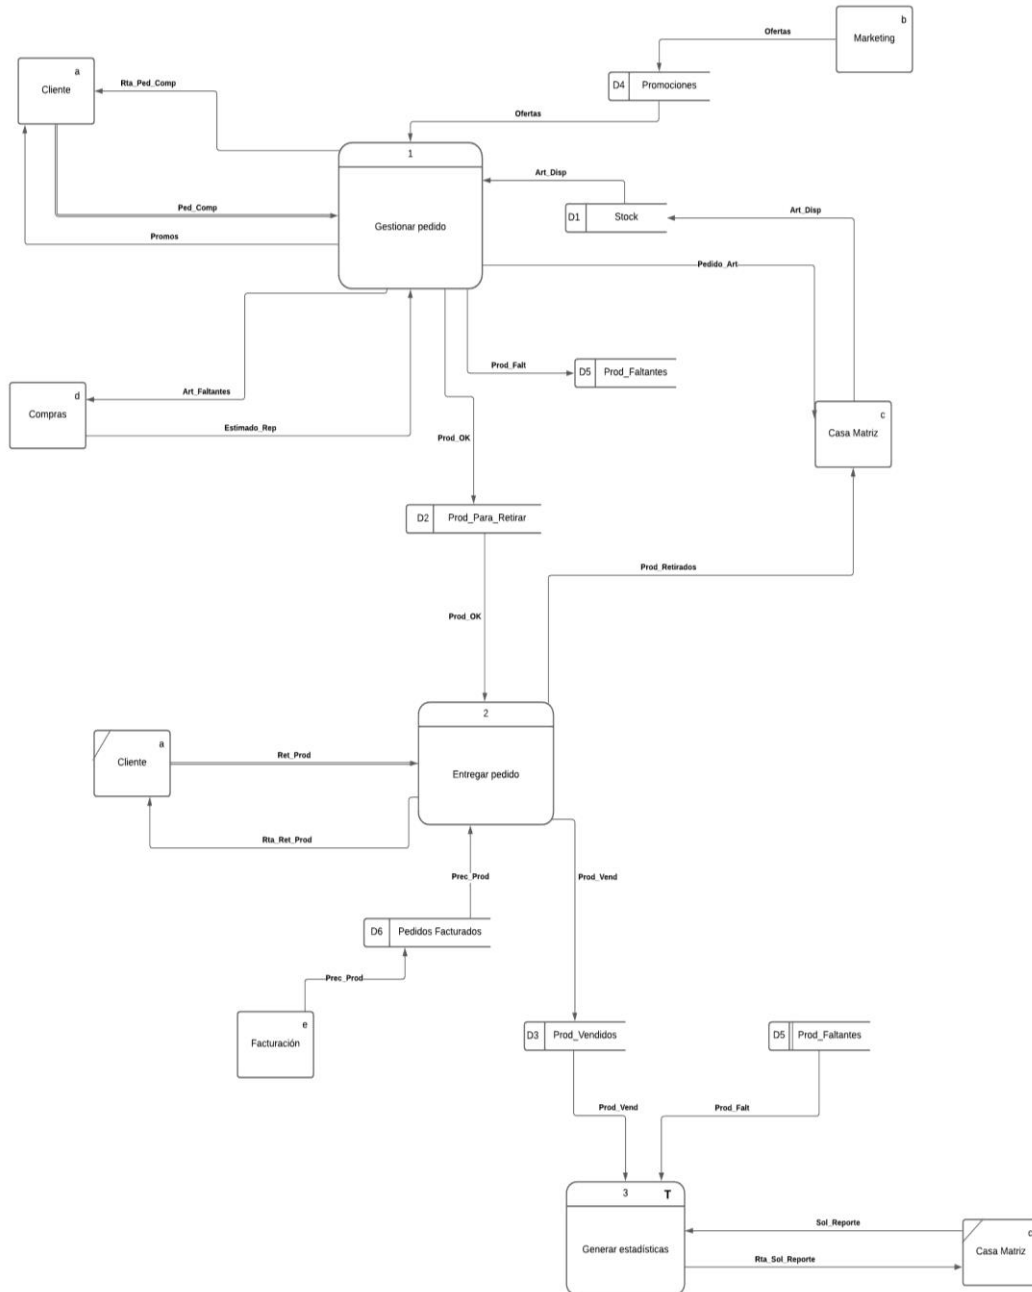 b
Marketing
Ofertas
D4 Promociones
a
Cliente
Rta_Ped_Comp
Ofertas
1
Gestionar pedido
Art_Disp
D1 Stock
Art_Disp
Ped_Comp
Promos
Pedido_Art
Prod_Falt
D5 Prod_Faltantes
d
Compras
Art_Faltantes
Estimado_Rep
c
Casa Matriz
Prod_OK
D2 Prod_Para_Retirar
Prod_Retirados
Prod_OK
2
Entregar pedido
a
Cliente
Ret_Prod
Rta_Ret_Prod
Prec_Prod
Prod_Vend
D6 Pedidos Facturados
Prec_Prod
e
Facturación
D3 Prod_Vendidos
D5 Prod_Faltantes
Prod_Vend
Prod_Falt
3 T
Generar estadísticas
Sol_Reporte
Rta_Sol_Reporte
Casa Matriz